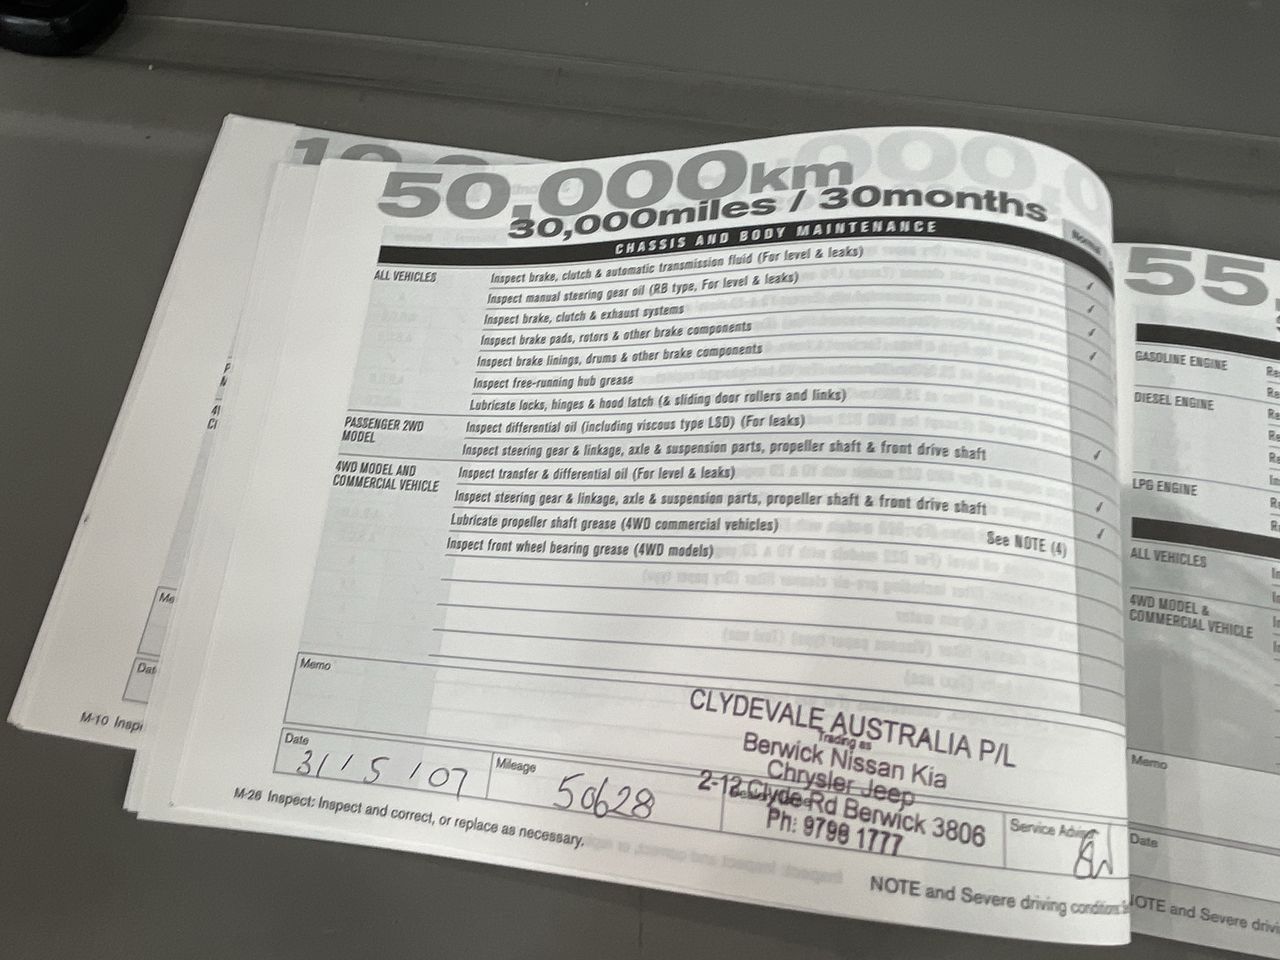 50,000km
30,000miles / 30months
CHASSIS AND BODY MAINTENANCE
Normal
ALL VEHICLES
Inspect brake, clutch & automatic transmission fluid (For level & leaks)
Inspect manual steering gear oil (RB type, For level & leaks)
Inspect brake, clutch & exhaust systems
Inspect brake pads, rotors & other brake components
Inspect brake linings, drums & other brake components
Inspect free-running hub grease
Lubricate locks, hinges & hood latch (& sliding door rollers and links)
PASSENGER 2WD MODEL
Inspect differential oil (including viscous type LSD) (For leaks)
Inspect steering gear & linkage, axle & suspension parts, propeller shaft & front drive shaft
4WD MODEL AND COMMERCIAL VEHICLE
Inspect transfer & differential oil (For level & leaks)
Inspect steering gear & linkage, axle & suspension parts, propeller shaft & front drive shaft
Lubricate propeller shaft grease (4WD commercial vehicles)
See NOTE (4)
Inspect front wheel bearing grease (4WD models)
Memo
CLYDEVALE AUSTRALIA P/L
Trading as
Berwick Nissan Kia
Chrysler Jeep
2-12 Clyde Rd Berwick 3806
Ph: 9799 1777
Date
31 / 5 / 07
Mileage
50628
Service Advi
M-26 Inspect: Inspect and correct, or replace as necessary.
NOTE and Severe driving conditions
M-10 Inspe
55
GASOLINE ENGINE
DIESEL ENGINE
LPG ENGINE
ALL VEHICLES
4WD MODEL &
COMMERCIAL VEHICLE
Memo
Date
OTE and Severe drivi